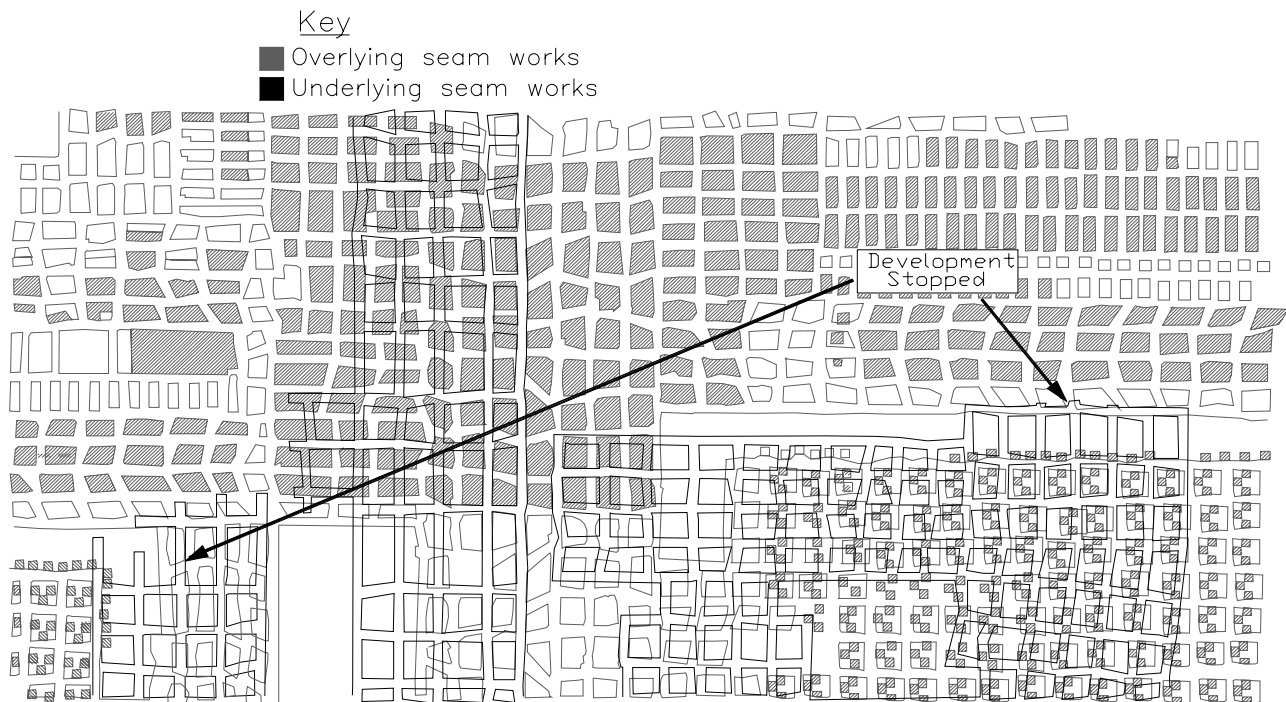 Key
Overlying seam works
Underlying seam works
Development
Stopped